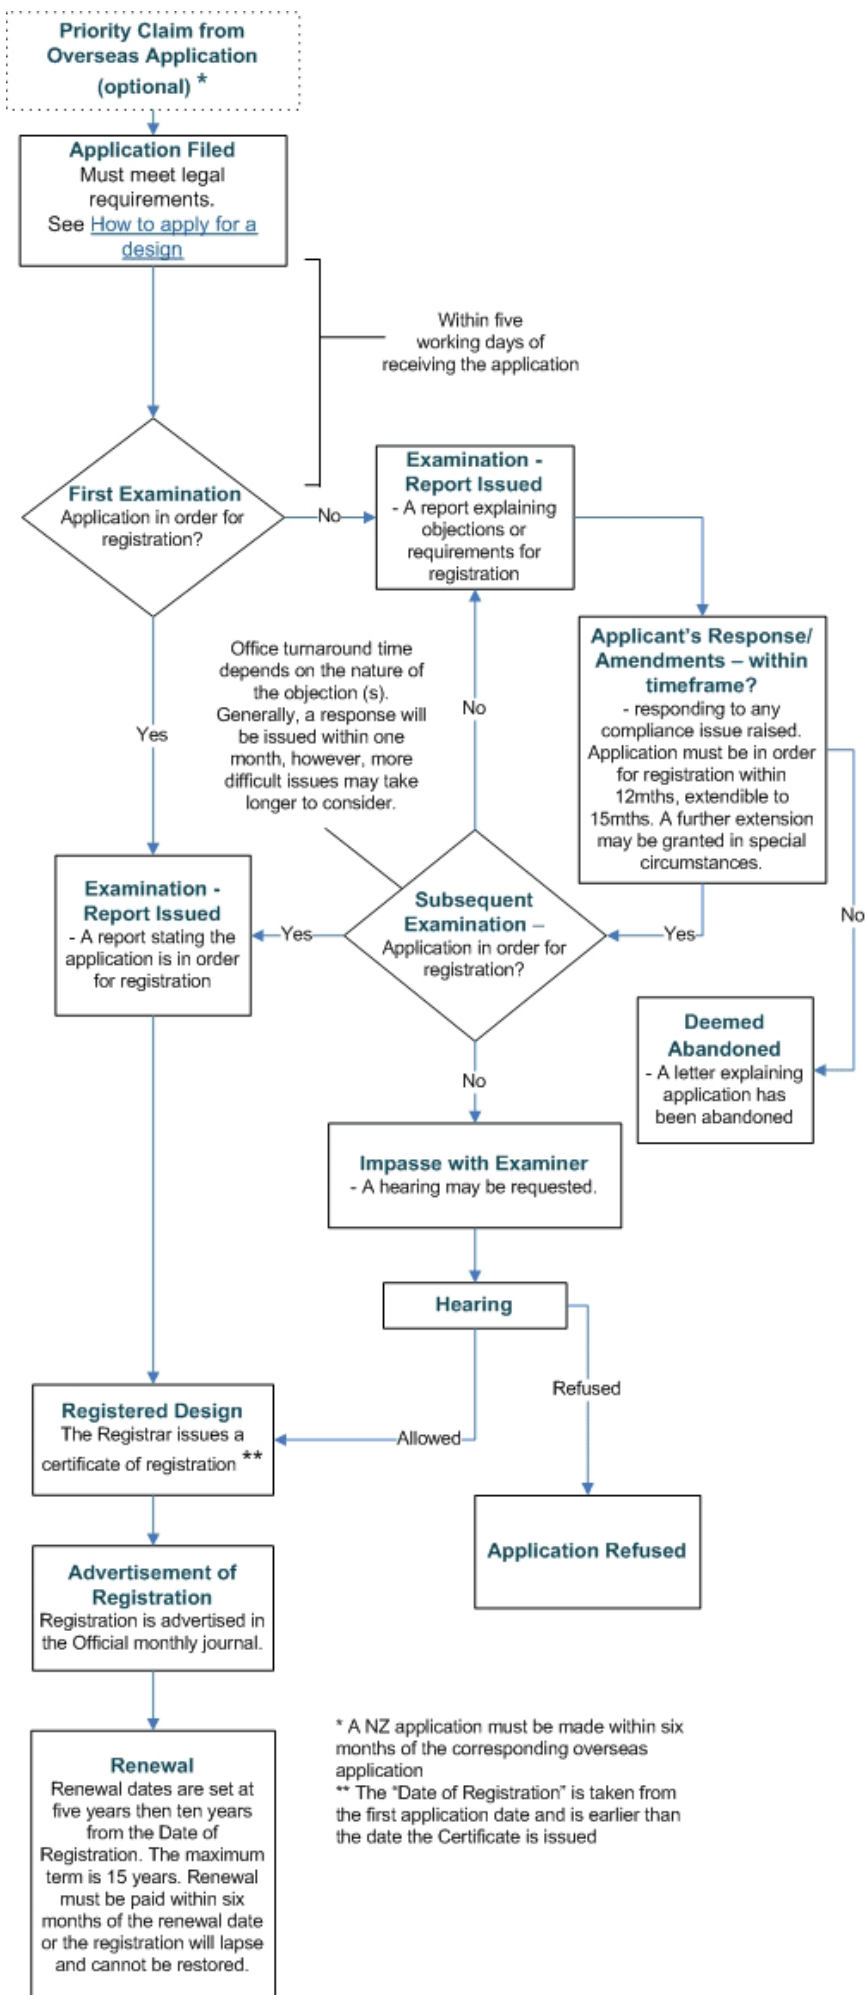 Priority Claim from
Overseas Application
(optional) *
Application Filed
Must meet legal
requirements.
See How to apply for a
design
Within five
working days of
receiving the application
First Examination
Application in order for
registration?
No
Examination -
Report Issued
- A report explaining
objections or
requirements for
registration
Office turnaround time
depends on the nature of
the objection (s).
Generally, a response will
be issued within one
month, however, more
difficult issues may take
longer to consider.
No
Applicant's Response/
Amendments – within
timeframe?
- responding to any
compliance issue raised.
Application must be in order
for registration within
12mths, extendible to
15mths. A further extension
may be granted in special
circumstances.
Yes
Examination -
Report Issued
- A report stating the
application is in order
for registration
Yes
Subsequent
Examination –
Application in order for
registration?
Yes
No
Deemed
Abandoned
- A letter explaining
application has
been abandoned
No
Impasse with Examiner
- A hearing may be requested.
Hearing
Refused
Allowed
Registered Design
The Registrar issues a
certificate of registration **
Application Refused
Advertisement of
Registration
Registration is advertised in
the Official monthly journal.
Renewal
Renewal dates are set at
five years then ten years
from the Date of
Registration. The maximum
term is 15 years. Renewal
must be paid within six
months of the renewal date
or the registration will lapse
and cannot be restored.
* A NZ application must be made within six
months of the corresponding overseas
application
** The "Date of Registration" is taken from
the first application date and is earlier than
the date the Certificate is issued